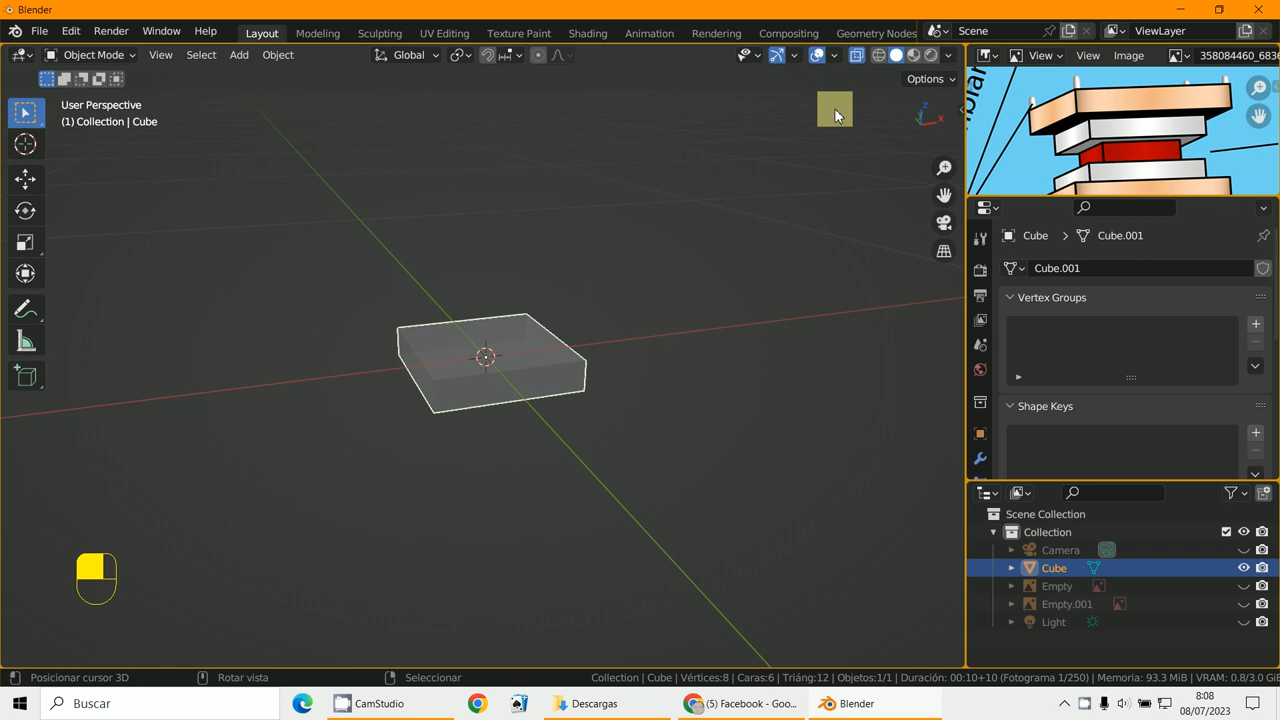 Blender
File Edit Render Window Help
Layout Modeling Sculpting UV Editing Texture Paint Shading Animation Rendering Compositing Geometry Nodes
Scene
ViewLayer
Object Mode View Select Add Object
Global
View View Image 358084460_683
Options
User Perspective
(1) Collection | Cube
Z
X
Cube > Cube.001
Cube.001
Vertex Groups
Shape Keys
Scene Collection
Collection
Camera
Cube
Empty
Empty.001
Light
Posicionar cursor 3D Rotar vista Seleccionar
Collection | Cube | Vértices:8 | Caras:6 | Triáng:12 | Objetos:1/1 | Duración: 00:10+10 (Fotograma 1/250) | Memoria: 93.3 MiB | VRAM: 0.8/3.0 GiB
Buscar
CamStudio
Descargas
(5) Facebook - Goo...
Blender
8:08
08/07/2023